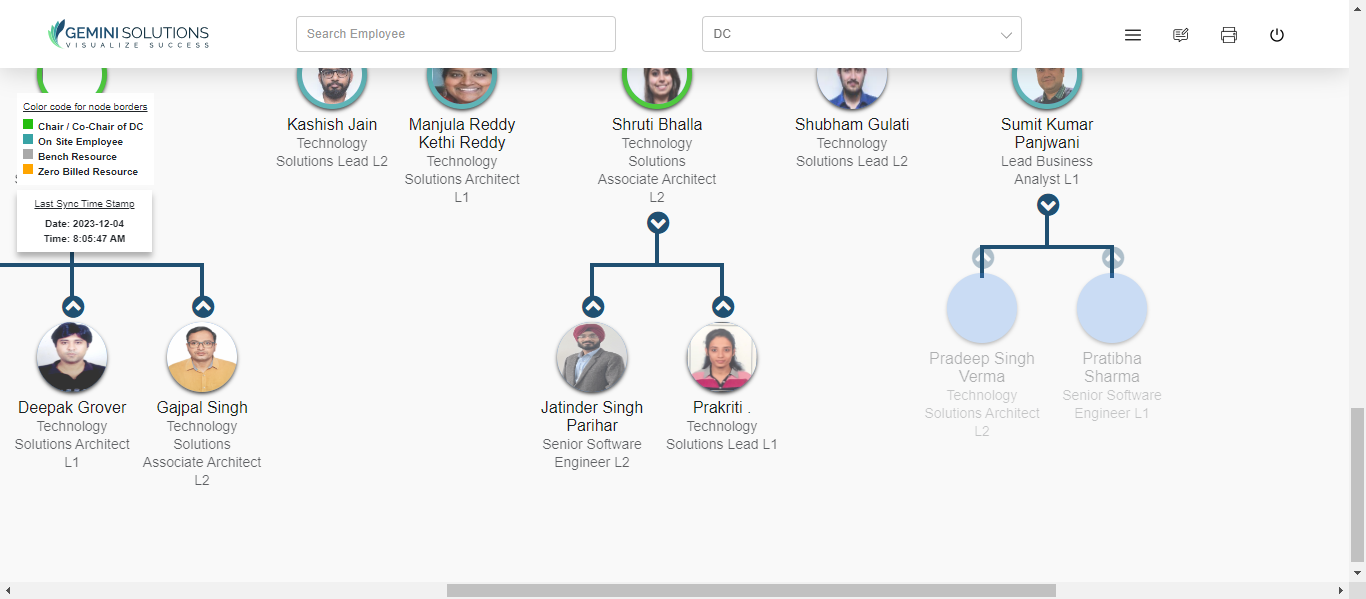 GEMINI SOLUTIONS
VISUALIZE SUCCESS
Search Employee
DC
Color code for node borders
Chair / Co-Chair of DC
On Site Employee
Bench Resource
Zero Billed Resource
Last Sync Time Stamp
Date: 2023-12-04
Time: 8:05:47 AM
Kashish Jain
Technology
Solutions Lead L2
Manjula Reddy
Kethi Reddy
Technology
Solutions Architect
L1
Shruti Bhalla
Technology
Solutions
Associate Architect
L2
Shubham Gulati
Technology
Solutions Lead L2
Sumit Kumar
Panjwani
Lead Business
Analyst L1
Deepak Grover
Technology
Solutions Architect
L1
Gajpal Singh
Technology
Solutions
Associate Architect
L2
Jatinder Singh
Parihar
Senior Software
Engineer L2
Prakriti .
Technology
Solutions Lead L1
Pradeep Singh
Verma
Technology
Solutions Architect
L2
Pratibha
Sharma
Senior Software
Engineer L1